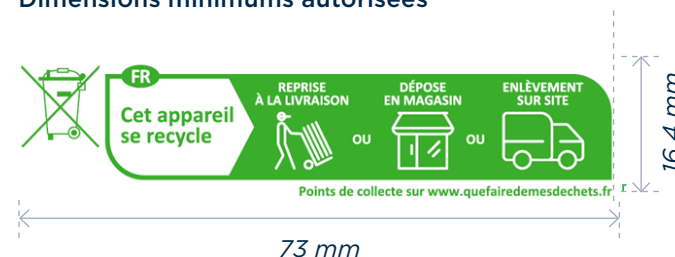 Dimensions minimums autorisées
FR
Cet appareil
se recycle
REPRISE
À LA LIVRAISON
OU
DÉPOSE
EN MAGASIN
OU
ENLÈVEMENT
SUR SITE
Points de collecte sur www.quefairedemesdechets.fr
r
16,4 mm
73 mm